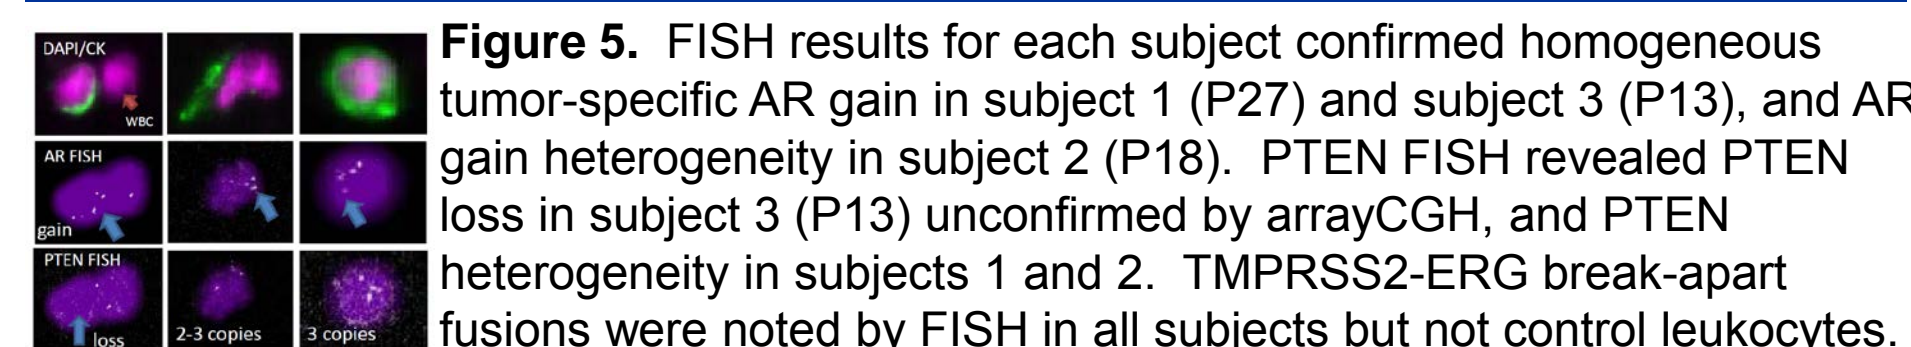 DAPI/CK
WBC
AR FISH
gain
PTEN FISH
loss
2-3 copies
3 copies
Figure 5. FISH results for each subject confirmed homogeneous
tumor-specific AR gain in subject 1 (P27) and subject 3 (P13), and AR
gain heterogeneity in subject 2 (P18). PTEN FISH revealed PTEN
loss in subject 3 (P13) unconfirmed by arrayCGH, and PTEN
heterogeneity in subjects 1 and 2. TMPRSS2-ERG break-apart
fusions were noted by FISH in all subjects but not control leukocytes.